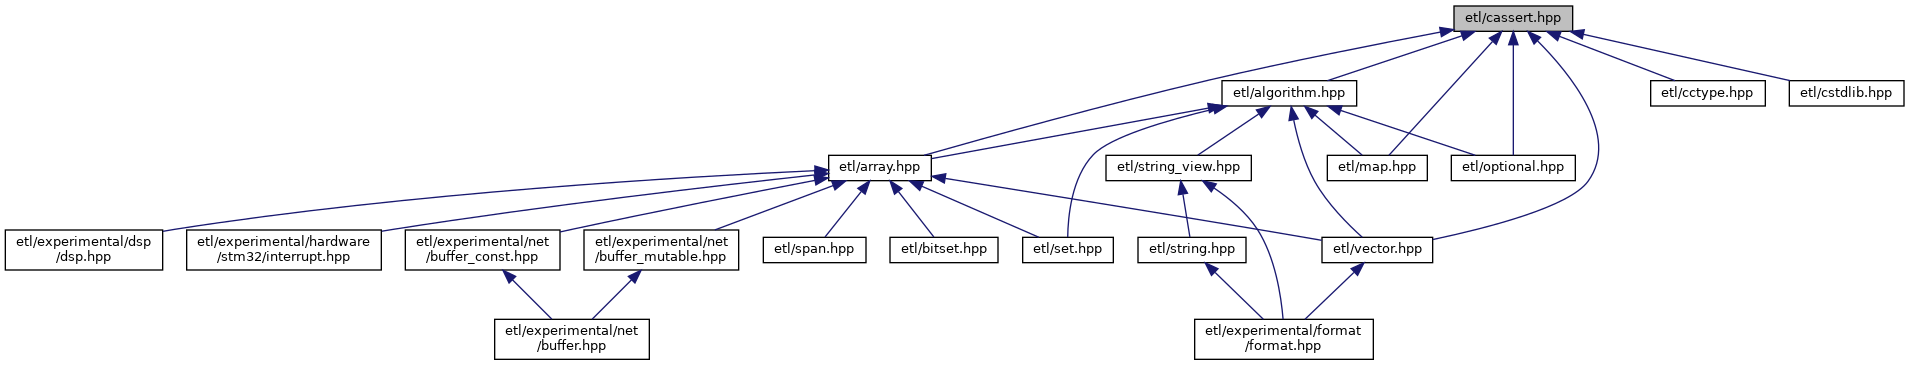 etl/cassert.hpp
etl/algorithm.hpp
etl/cctype.hpp
etl/cstdlib.hpp
etl/array.hpp
etl/string_view.hpp
etl/map.hpp
etl/optional.hpp
etl/experimental/dsp
/dsp.hpp
etl/experimental/hardware
/stm32/interrupt.hpp
etl/experimental/net
/buffer_const.hpp
etl/experimental/net
/buffer_mutable.hpp
etl/span.hpp
etl/bitset.hpp
etl/set.hpp
etl/string.hpp
etl/vector.hpp
etl/experimental/net
/buffer.hpp
etl/experimental/format
/format.hpp